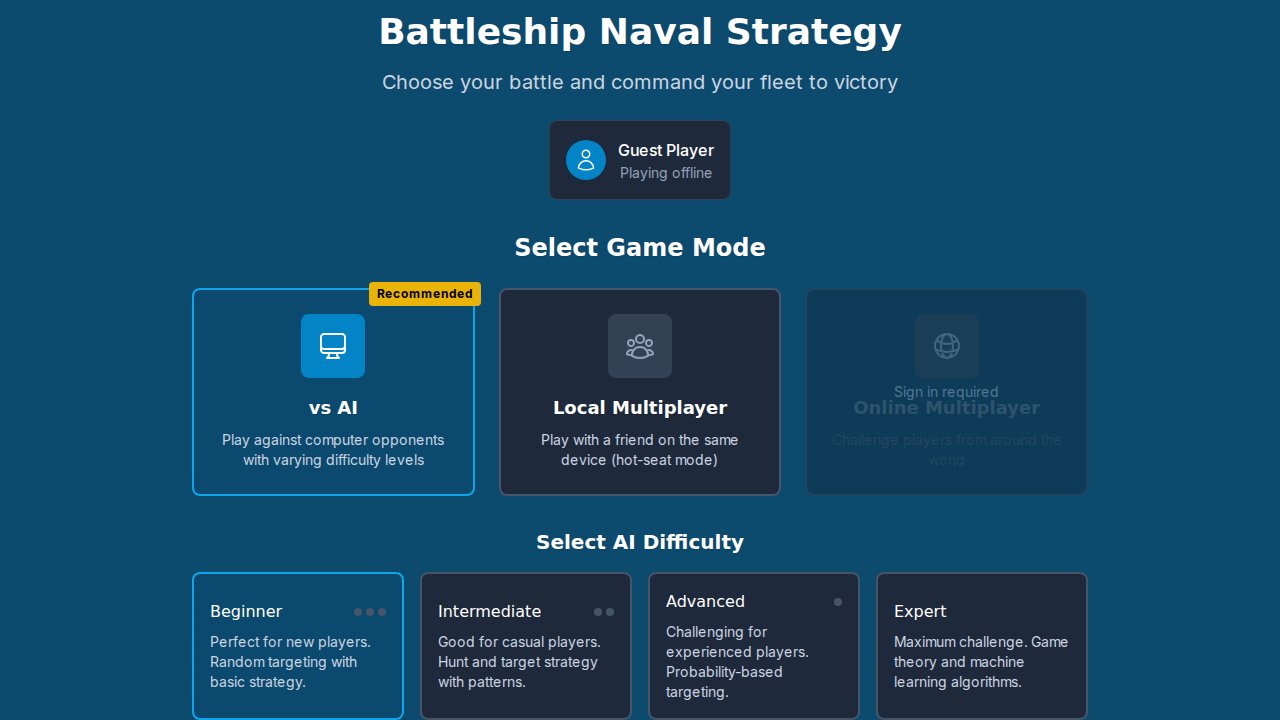 Battleship Naval Strategy
Choose your battle and command your fleet to victory
Guest Player
Playing offline
Select Game Mode
Recommended
vs AI
Play against computer opponents
with varying difficulty levels
Local Multiplayer
Play with a friend on the same
device (hot-seat mode)
Sign in required
Online Multiplayer
Challenge players from around the
world
Select AI Difficulty
Beginner
Perfect for new players.
Random targeting with
basic strategy.
Intermediate
Good for casual players.
Hunt and target strategy
with patterns.
Advanced
Challenging for
experienced players.
Probability-based
targeting.
Expert
Maximum challenge. Game
theory and machine
learning algorithms.